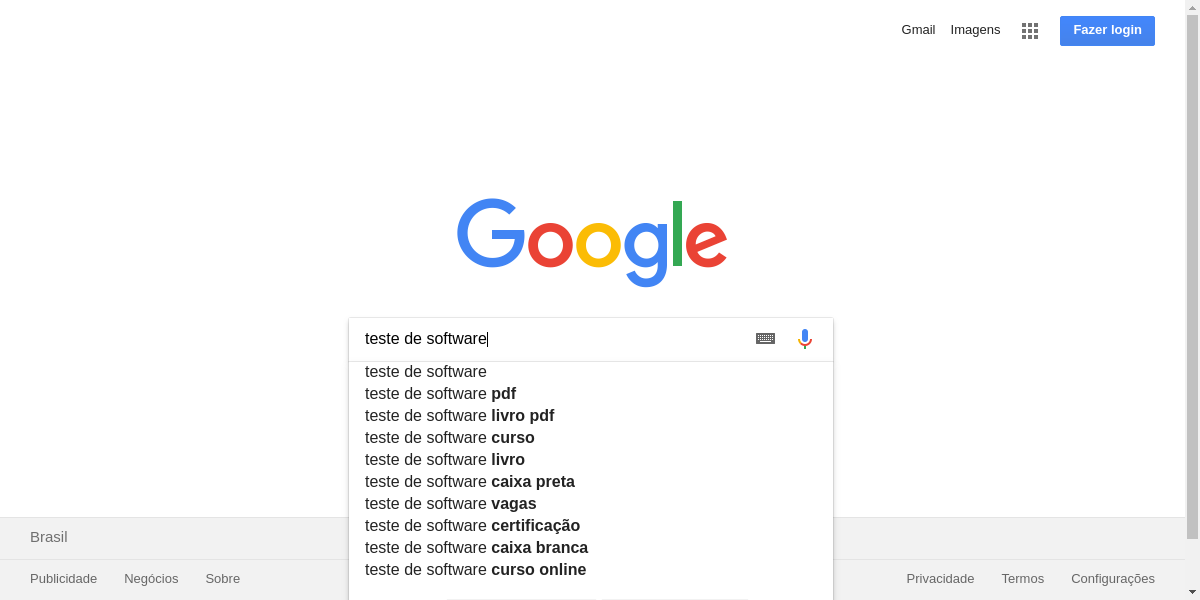 Gmail Imagens Fazer login
Google
teste de software
teste de software
teste de software pdf
teste de software livro pdf
teste de software curso
teste de software livro
teste de software caixa preta
teste de software vagas
teste de software certificação
teste de software caixa branca
teste de software curso online
Brasil
Publicidade Negócios Sobre Privacidade Termos Configurações